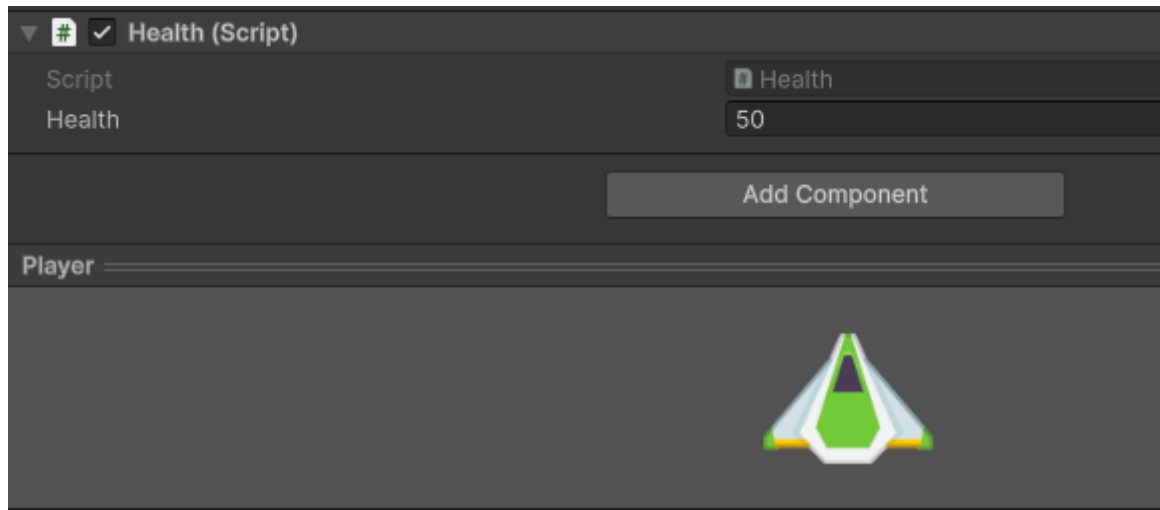 # Health (Script)
Script # Health
Health 50
Add Component
Player